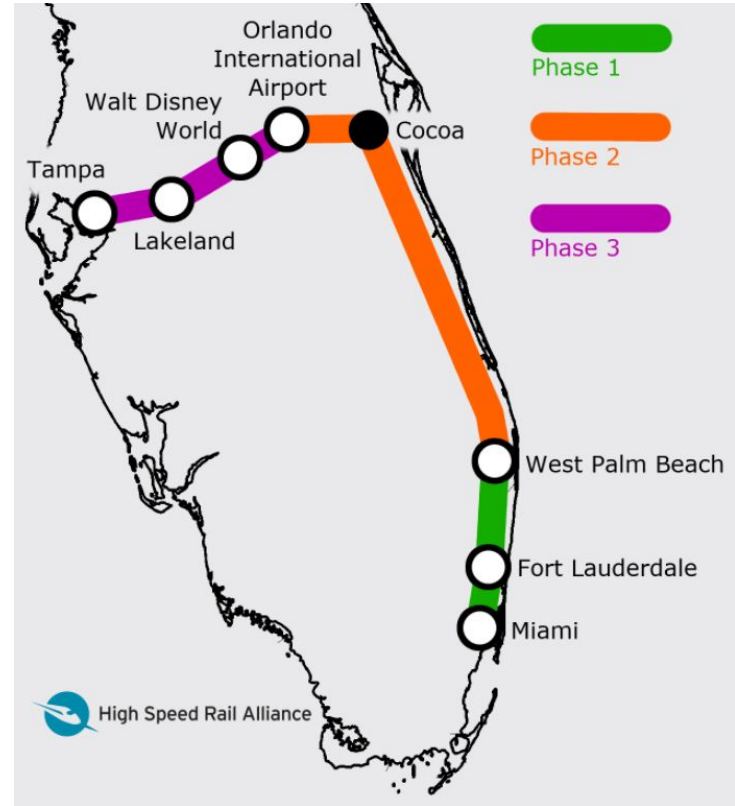 Orlando
International
Airport
Walt Disney
World
Cocoa
Tampa
Lakeland
West Palm Beach
Fort Lauderdale
Miami
Phase 1
Phase 2
Phase 3
High Speed Rail Alliance